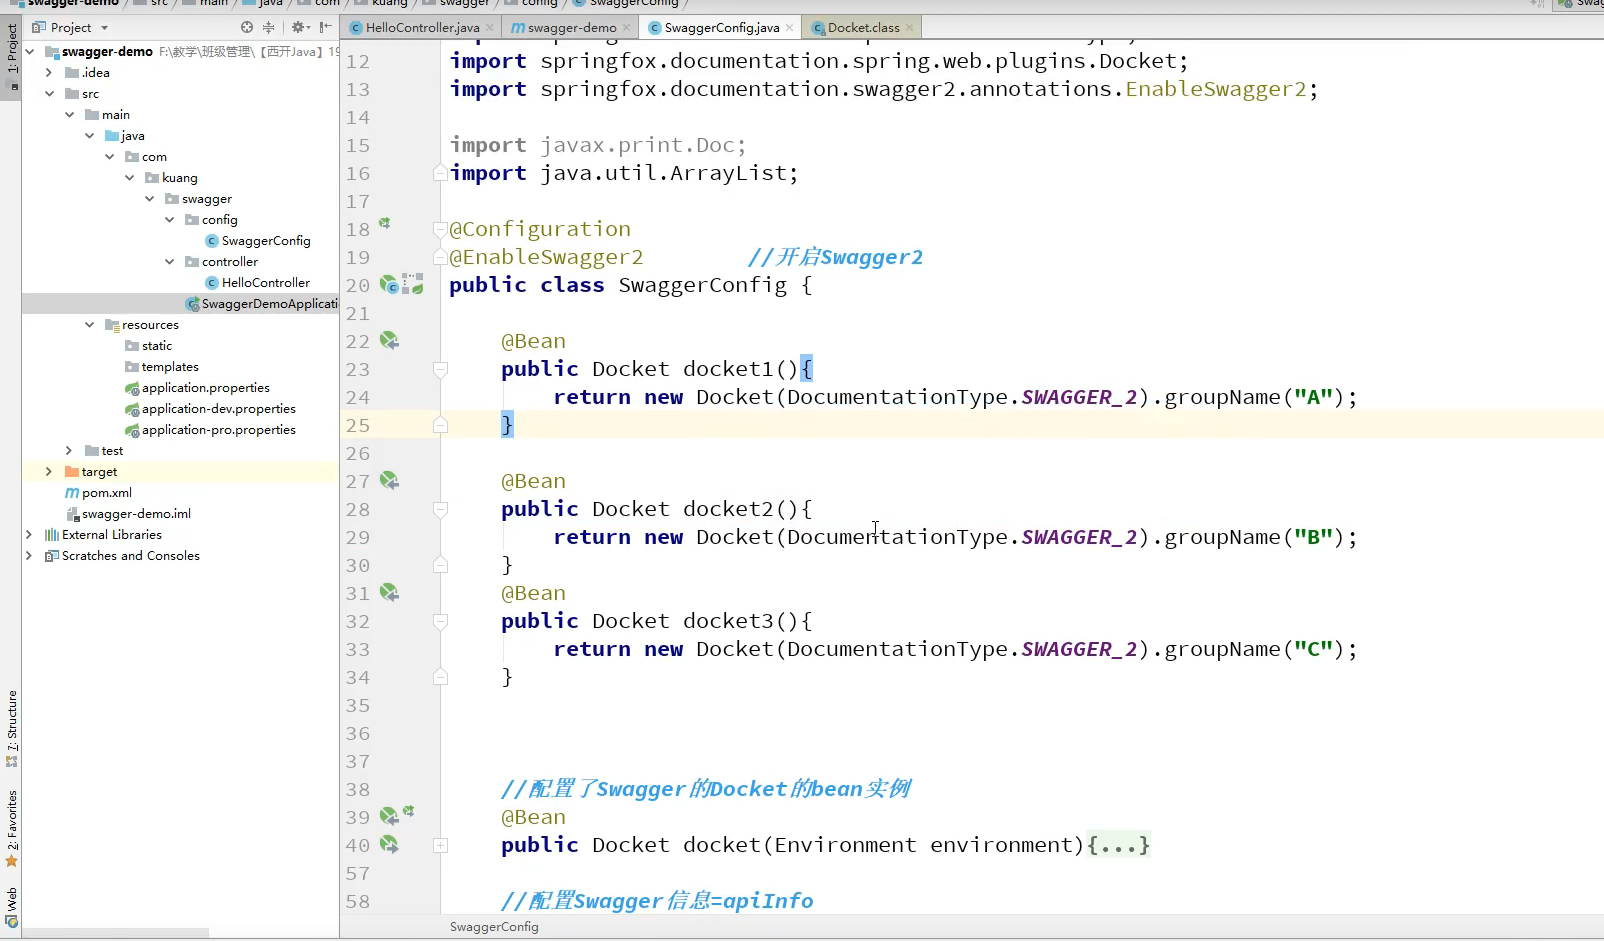 swagger-demo src main java com kuang swagger config SwaggerConfig
Project
HelloController.java
swagger-demo
SwaggerConfig.java
Docket.class
1: Project
7: Structure
2: Favorites
Web
swagger-demo F:\教学\班级管理\【西开Java】19
.idea
src
main
java
com
kuang
swagger
config
SwaggerConfig
controller
HelloController
SwaggerDemoApplicati
resources
static
templates
application.properties
application-dev.properties
application-pro.properties
test
target
pom.xml
swagger-demo.iml
External Libraries
Scratches and Consoles
12 import springfox.documentation.spring.web.plugins.Docket;
13 import springfox.documentation.swagger2.annotations.EnableSwagger2;
14
15 import javax.print.Doc;
16 import java.util.ArrayList;
17
18 @Configuration
19 @EnableSwagger2 //开启Swagger2
20 public class SwaggerConfig {
21
22 @Bean
23 public Docket docket1(){
24 return new Docket(DocumentationType.SWAGGER_2).groupName("A");
25 }
26
27 @Bean
28 public Docket docket2(){
29 return new Docket(DocumentationType.SWAGGER_2).groupName("B");
30 }
31 @Bean
32 public Docket docket3(){
33 return new Docket(DocumentationType.SWAGGER_2).groupName("C");
34 }
35
36
37
38 //配置了Swagger的Docket的bean实例
39 @Bean
40 public Docket docket(Environment environment){...}
57
58 //配置Swagger信息=apiInfo
SwaggerConfig